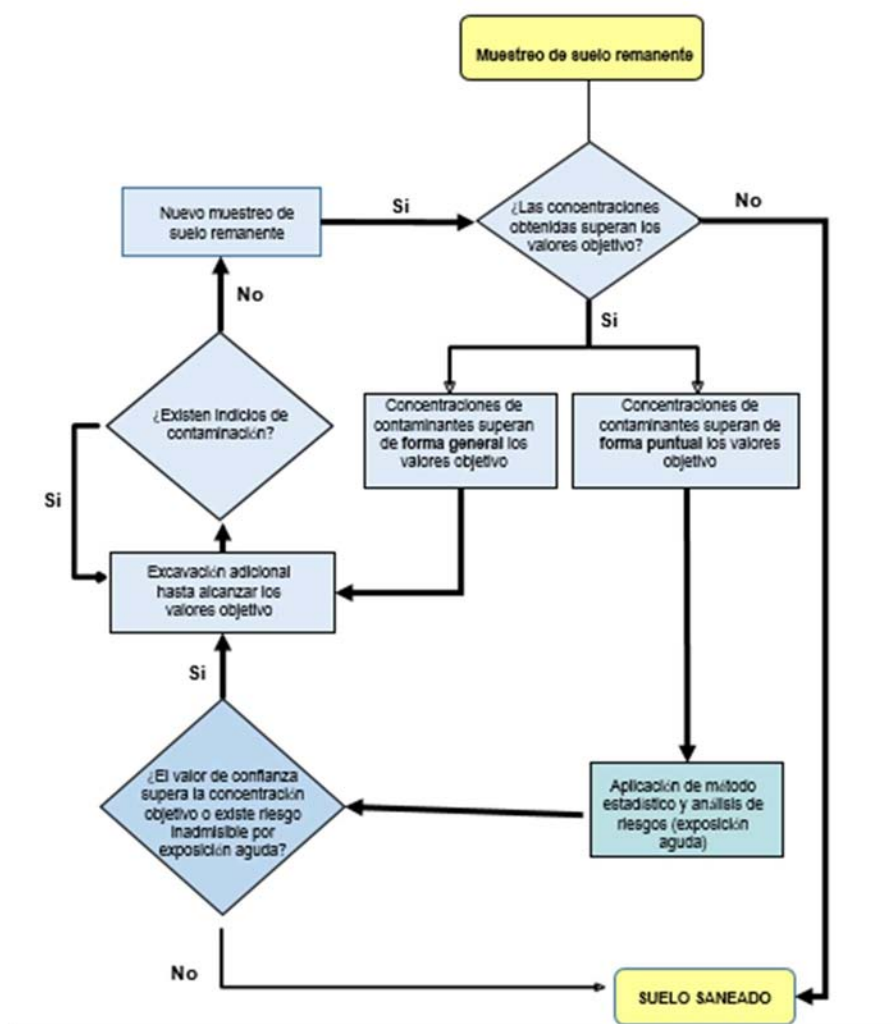 Muestreo de suelo remanente
¿Las concentraciones
obtenidas superan los
valores objetivo?
No
Si
Nuevo muestreo de
suelo remanente
Si
No
¿Existen indicios de
contaminación?
Si
Concentraciones de
contaminantes superan
de forma general los
valores objetivo
Concentraciones de
contaminantes superan de
forma puntual los valores
objetivo
Excavación adicional
hasta alcanzar los
valores objetivo
Si
¿El valor de confianza
supera la concentración
objetivo o existe riesgo
inadmisible por
exposición aguda?
Aplicación de método
estadístico y análisis de
riesgos (exposición
aguda)
No
SUELO SANEADO